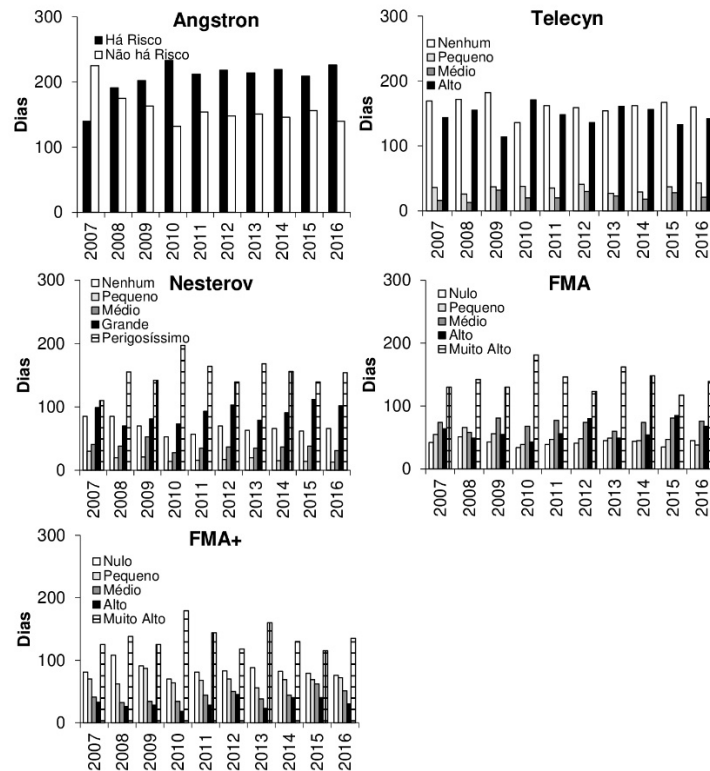 Angstron
Há Risco
Não há Risco
Dias
300
200
100
0
2007 2008 2009 2010 2011 2012 2013 2014 2015 2016
Telecyn
Nenhum
Pequeno
Médio
Alto
Dias
300
200
100
0
2007 2008 2009 2010 2011 2012 2013 2014 2015 2016
Nesterov
Nenhum
Pequeno
Médio
Grande
Perigosíssimo
Dias
300
200
100
0
2007 2008 2009 2010 2011 2012 2013 2014 2015 2016
FMA
Nulo
Pequeno
Médio
Alto
Muito Alto
Dias
300
200
100
0
2007 2008 2009 2010 2011 2012 2013 2014 2015 2016
FMA+
Nulo
Pequeno
Médio
Alto
Muito Alto
Dias
300
200
100
0
2007 2008 2009 2010 2011 2012 2013 2014 2015 2016